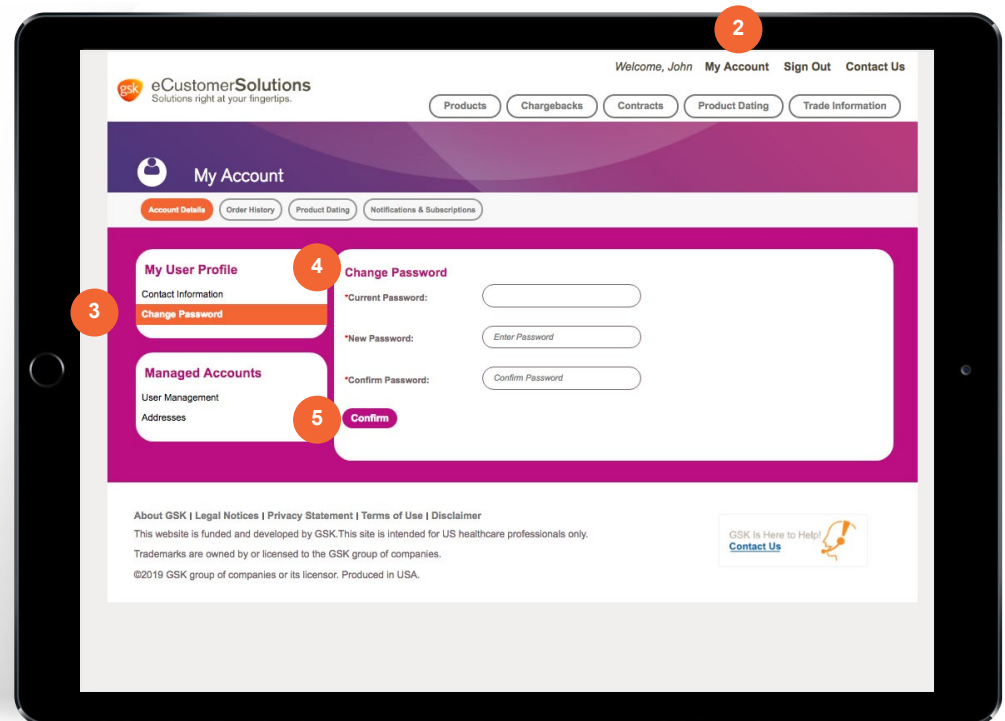 2
Welcome, John My Account Sign Out Contact Us
gsk eCustomerSolutions
Solutions right at your fingertips.
Products Chargebacks Contracts Product Dating Trade Information
My Account
Account Details Order History Product Dating Notifications & Subscriptions
My User Profile
Contact Information
3 Change Password
Managed Accounts
User Management
Addresses
4 Change Password
*Current Password:
*New Password: Enter Password
*Confirm Password: Confirm Password
5 Confirm
About GSK | Legal Notices | Privacy Statement | Terms of Use | Disclaimer
This website is funded and developed by GSK.This site is intended for US healthcare professionals only.
Trademarks are owned by or licensed to the GSK group of companies.
©2019 GSK group of companies or its licensor. Produced in USA.
GSK Is Here to Help!
Contact Us